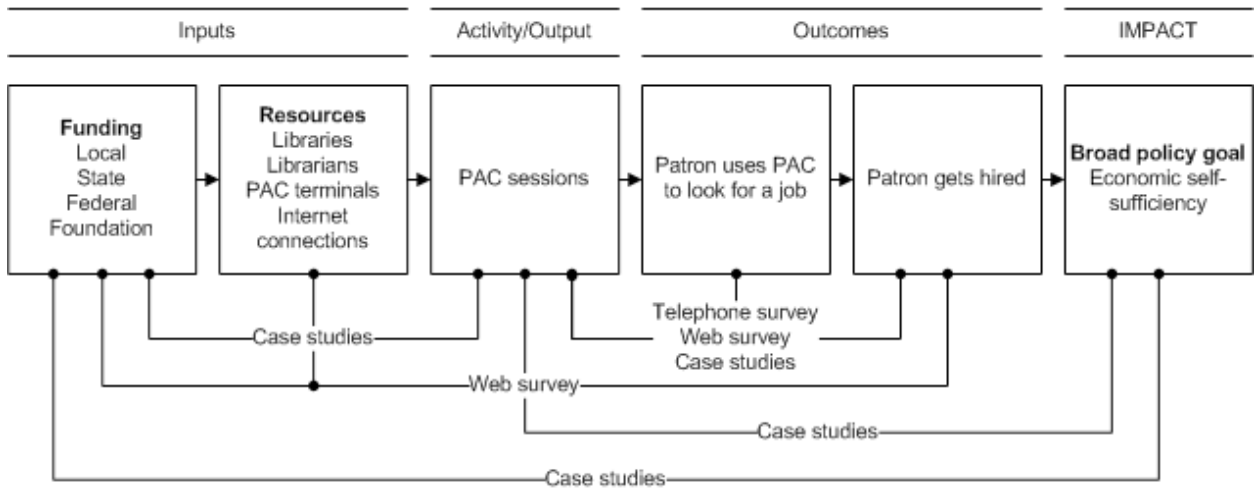 Inputs
Activity/Output
Outcomes
IMPACT
Funding
Local
State
Federal
Foundation
Resources
Libraries
Librarians
PAC terminals
Internet
connections
PAC sessions
Patron uses PAC
to look for a job
Patron gets hired
Broad policy goal
Economic self-
sufficiency
Case studies
Telephone survey
Web survey
Case studies
Web survey
Case studies
Case studies